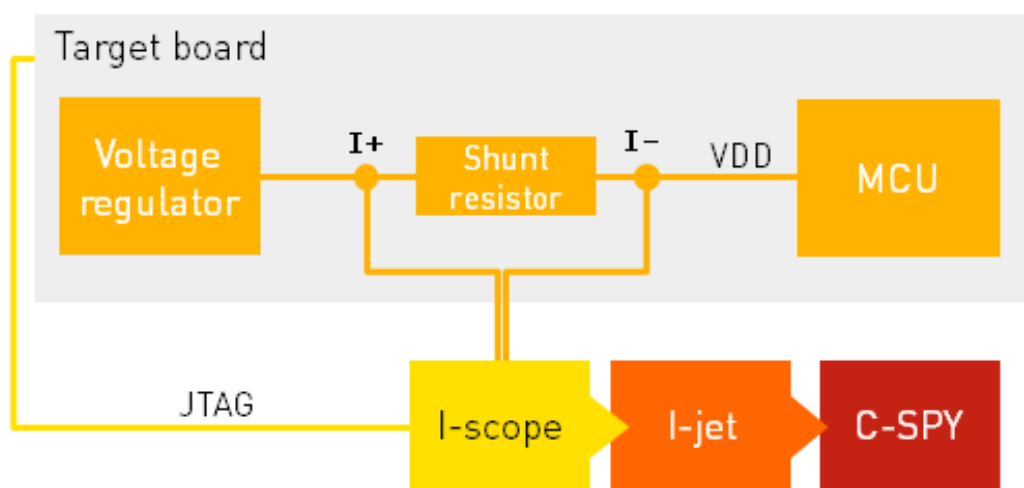 Target board
Voltage
regulator
I+
Shunt
resistor
I-
VDD
MCU
JTAG
I-scope
I-jet
C-SPY